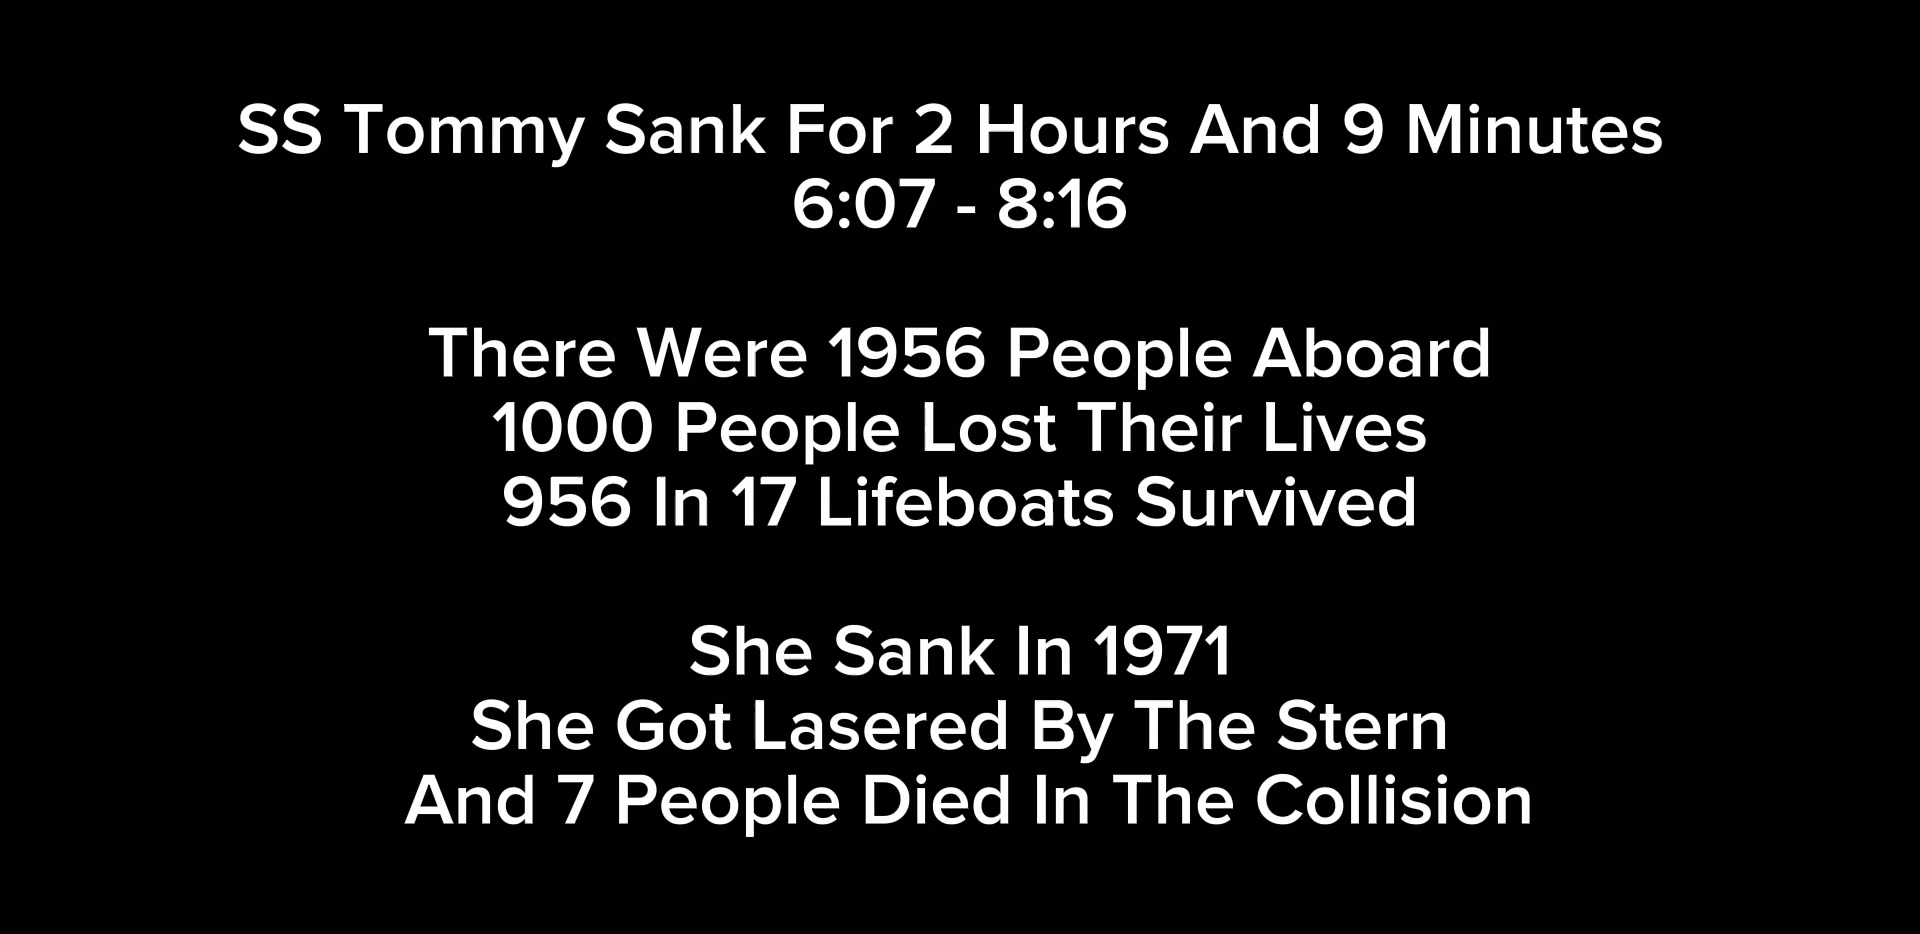 SS Tommy Sank For 2 Hours And 9 Minutes
6:07 - 8:16
There Were 1956 People Aboard
1000 People Lost Their Lives
956 In 17 Lifeboats Survived
She Sank In 1971
She Got Lasered By The Stern
And 7 People Died In The Collision